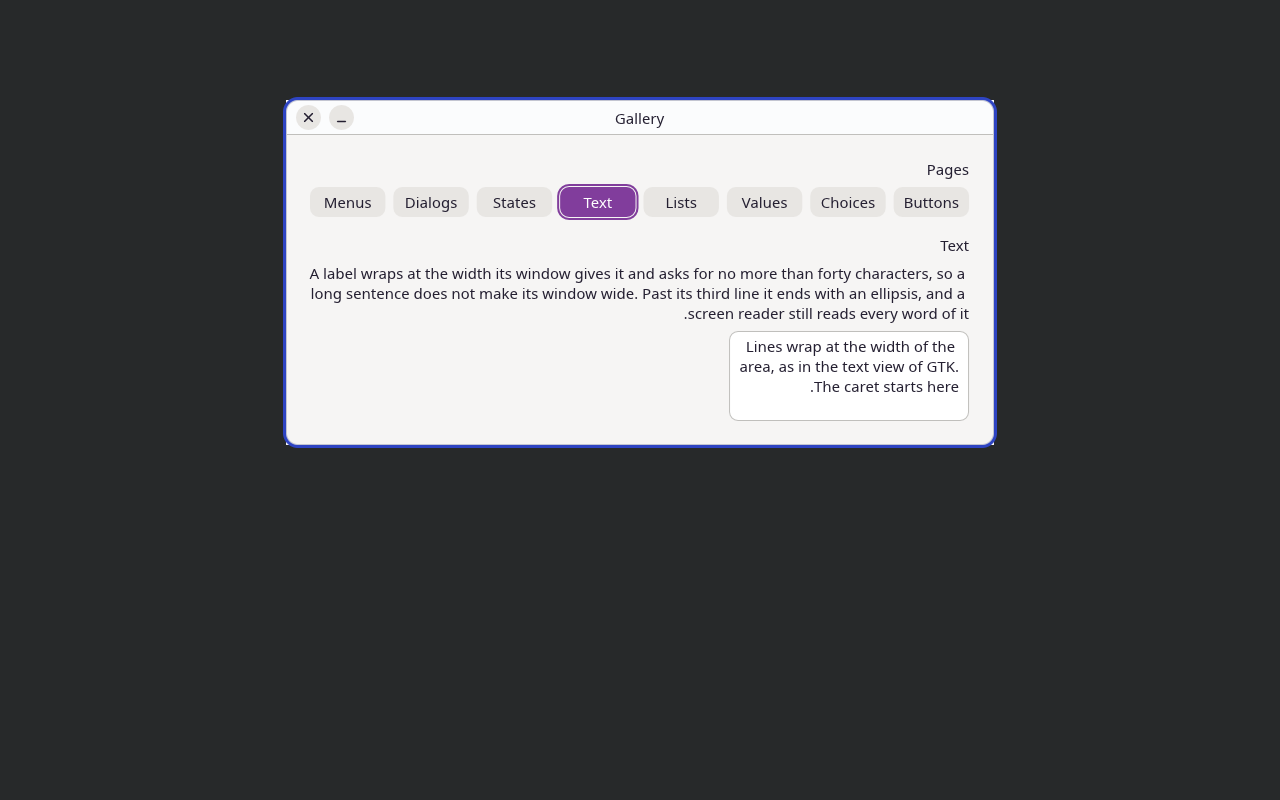 Gallery
Pages
Menus Dialogs States Text Lists Values Choices Buttons
Text
A label wraps at the width its window gives it and asks for no more than forty characters, so a
long sentence does not make its window wide. Past its third line it ends with an ellipsis, and a
.screen reader still reads every word of it
Lines wrap at the width of the
area, as in the text view of GTK.
.The caret starts here